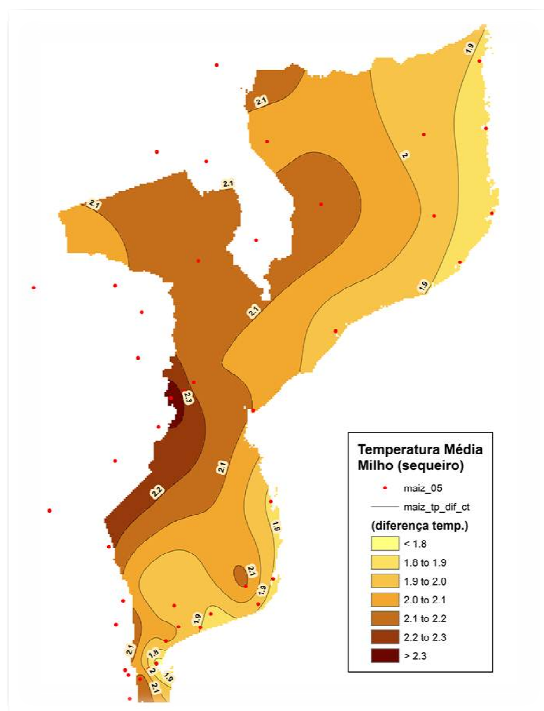 1.9
2.1
2
2.1
2.1
1.9
2.1
2.3
2.1
2.2
1.9
2.1
1.9
1.9
1.8
2.1
2
1.9
2.1
Temperatura Média
Milho (sequeiro)
maiz_05
maiz_tp_dif_ct
(diferença temp.)
< 1.8
1.8 to 1.9
1.9 to 2.0
2.0 to 2.1
2.1 to 2.2
2.2 to 2.3
> 2.3